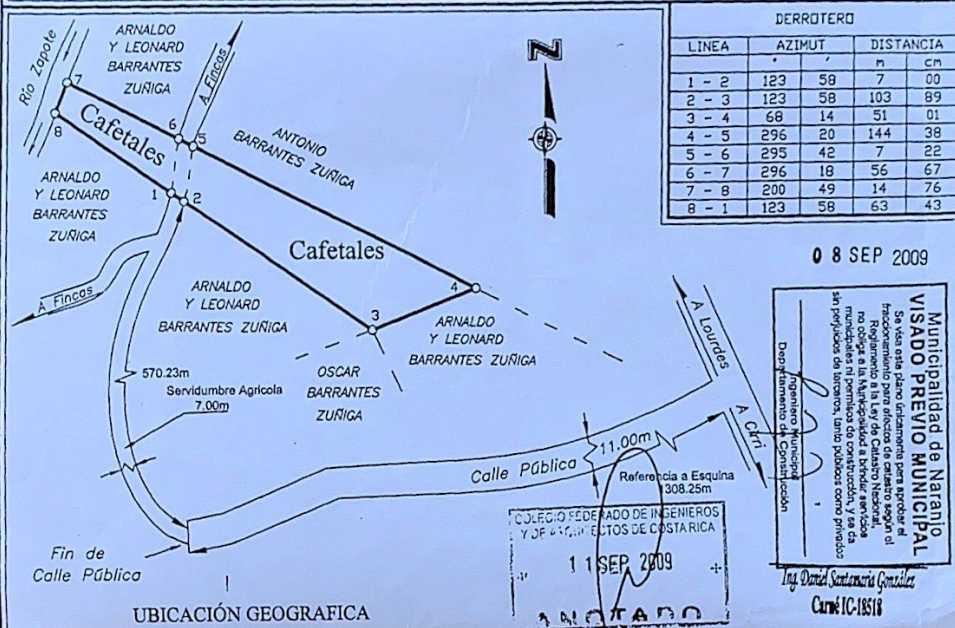 ARNALDO
Y LEONARD
BARRANTES
ZUÑIGA
Río Zapote
A Fincas
7
8
Cafetales
6
5
ANTONIO
BARRANTES ZUÑIGA
ARNALDO
Y LEONARD
BARRANTES
ZUÑIGA
1
2
Cafetales
4
3
A Fincas
ARNALDO
Y LEONARD
BARRANTES ZUÑIGA
ARNALDO
Y LEONARD
BARRANTES ZUÑIGA
OSCAR
BARRANTES
ZUÑIGA
570.23m
Servidumbre Agricola
7.00m
N
A Lourdes
A Cirri
11.00m
Calle Pública
Referencia a Esquina
1308.25m
Fin de
Calle Pública
UBICACIÓN GEOGRAFICA
DERROTERO
LINEA AZIMUT DISTANCIA
° ' m cm
1 - 2 123 58 7 00
2 - 3 123 58 103 89
3 - 4 68 14 51 01
4 - 5 296 20 144 38
5 - 6 295 42 7 22
6 - 7 296 18 56 67
7 - 8 200 49 14 76
8 - 1 123 58 63 43
0 8 SEP 2009
Municipalidad de Naranjo
VISADO PREVIO MUNICIPAL
Se visa este plano únicamente para aprobar el
fraccionamiento para efectos de catastro según el
Reglamento a la Ley de Catastro Nacional,
no obliga a la Municipalidad a brindar servicios
municipales ni permisos de construcción, y se da
sin perjuicios de terceros, tanto públicos como privados
Ingeniero Municipal
Departamento de Construcción
Ing. Daniel Santamaría González
Carné IC-18518
COLEGIO FEDERADO DE INGENIEROS
Y DE ARQUITECTOS DE COSTA RICA
1 1 SEP 2009
ANOTADO